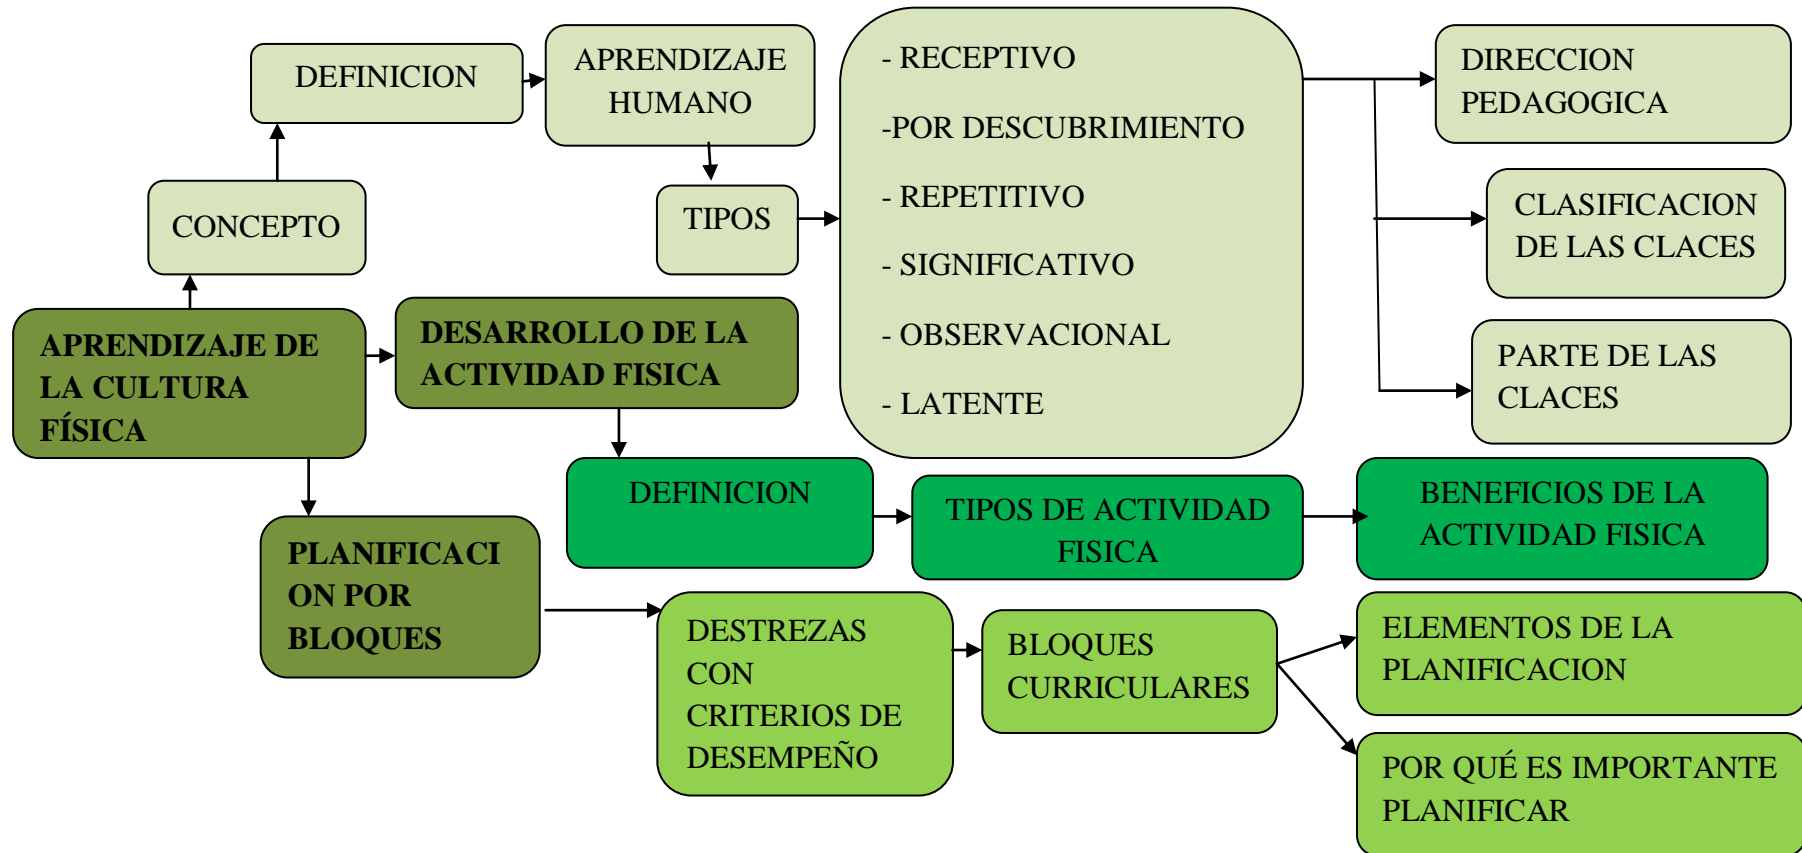 DEFINICION
APRENDIZAJE
HUMANO
CONCEPTO
TIPOS
- RECEPTIVO
-POR DESCUBRIMIENTO
- REPETITIVO
- SIGNIFICATIVO
- OBSERVACIONAL
- LATENTE
DIRECCION
PEDAGOGICA
CLASIFICACION
DE LAS CLACES
PARTE DE LAS
CLACES
APRENDIZAJE DE
LA CULTURA
FÍSICA
DESARROLLO DE LA
ACTIVIDAD FISICA
DEFINICION
TIPOS DE ACTIVIDAD
FISICA
BENEFICIOS DE LA
ACTIVIDAD FISICA
PLANIFICACI
ON POR
BLOQUES
DESTREZAS
CON
CRITERIOS DE
DESEMPEÑO
BLOQUES
CURRICULARES
ELEMENTOS DE LA
PLANIFICACION
POR QUÉ ES IMPORTANTE
PLANIFICAR